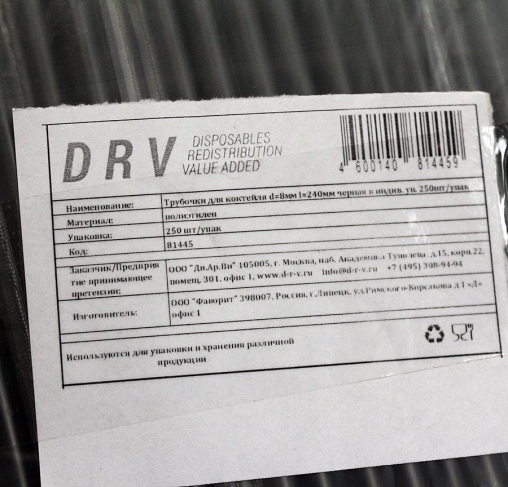 DRV
DISPOSABLES
REDISTRIBUTION
VALUE ADDED
4 600140 814459
Наименование: Трубочки для коктейля d=8мм l=240мм черная в индив. уп. 250шт/упак
Материал: полиэтилен
Упаковка: 250 шт/упак
Код: 81445
Заказчик/Предприя
тие принимающее
претензии:
ООО "Ди.Ар.Ви" 105005, г. Москва, наб. Академика Туполева, д.15, корп.22,
помещ. 301, офис 1, www.d-r-v.ru info@d-r-v.ru +7 (495) 308-94-94
Изготовитель:
ООО "Фаворит" 398007, Россия, г.Липецк, ул.Римского-Корсакова д 1 «Д»
офис 1
Используются для упаковки и хранения различной
продукции